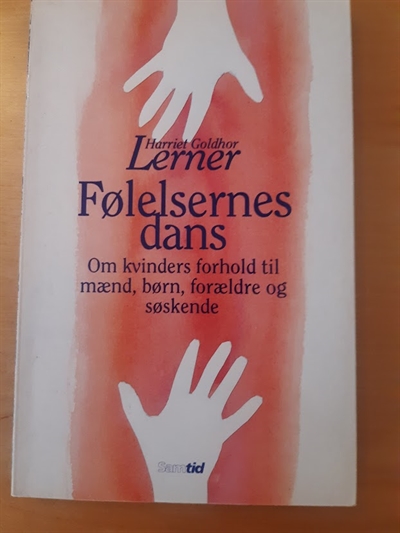 Harriet Goldhor
Lerner
Følelsernes
dans
Om kvinders forhold til
mænd, børn, forældre og
søskende
Samtid